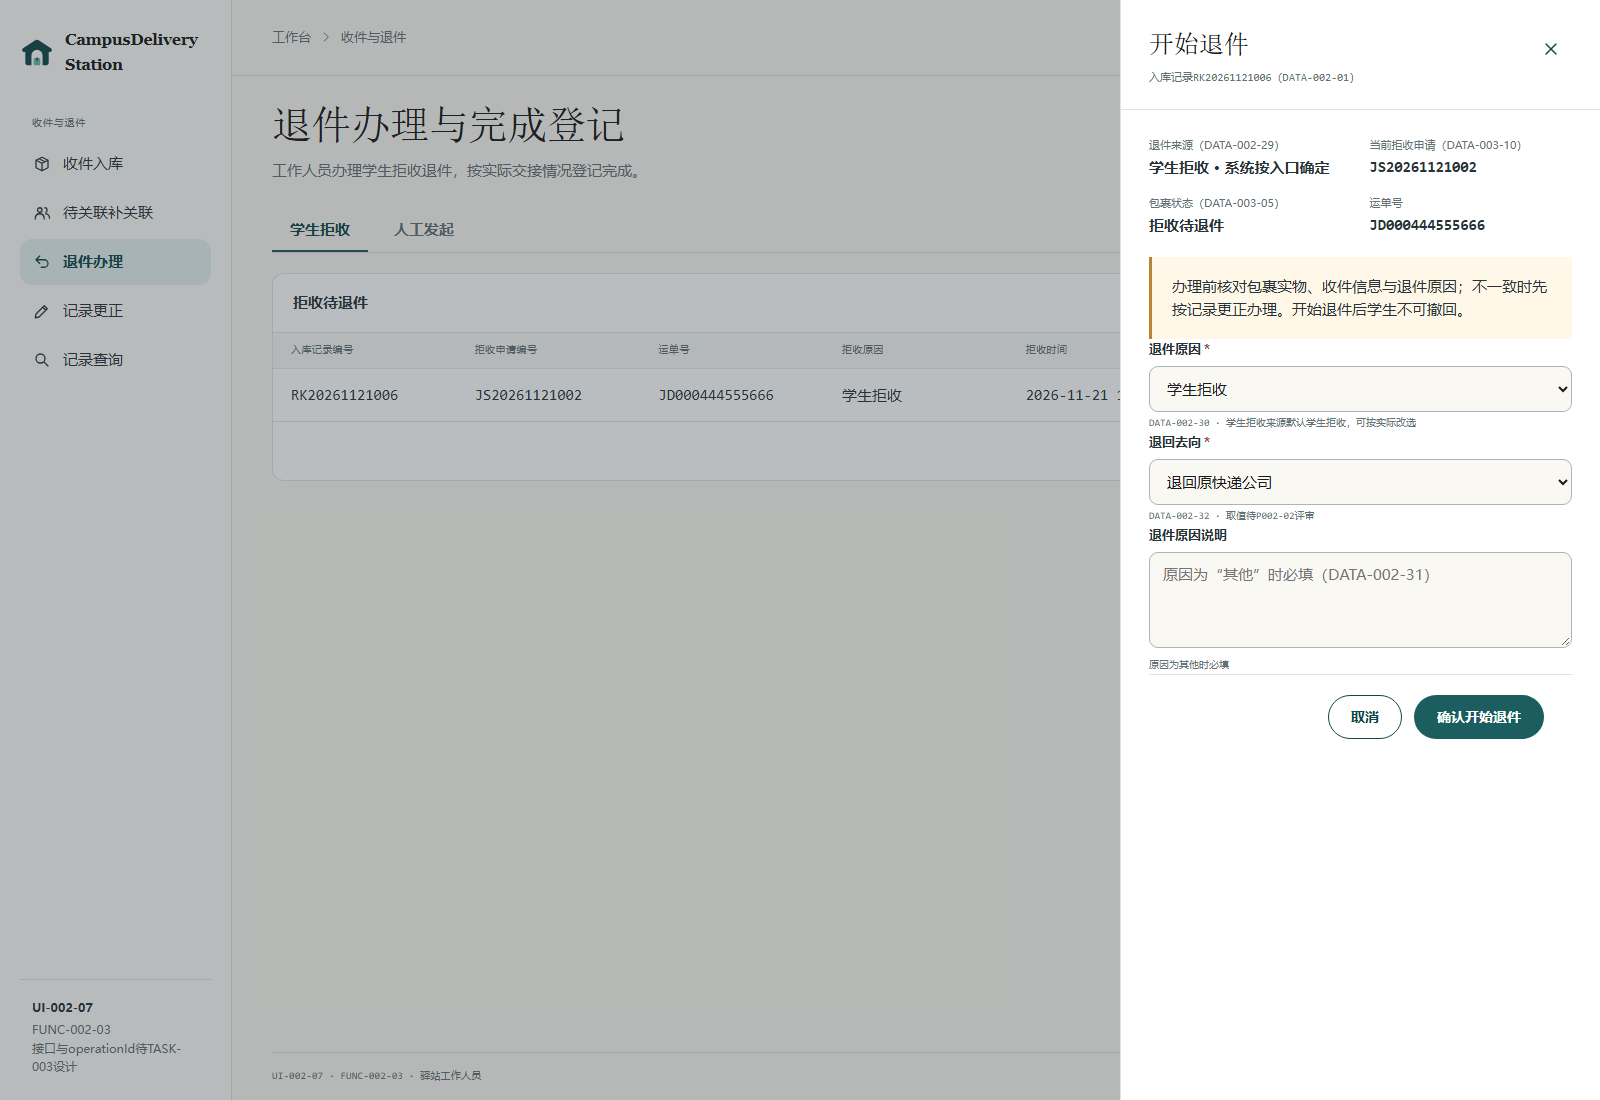 CampusDelivery
Station
收件与退件
收件入库
待关联补关联
退件办理
记录更正
记录查询
UI-002-07
FUNC-002-03
接口与operationId待TASK-
003设计
工作台 > 收件与退件
退件办理与完成登记
工作人员办理学生拒收退件，按实际交接情况登记完成。
学生拒收 人工发起
拒收待退件
入库记录编号 拒收申请编号 运单号 拒收原因 拒收时间
RK20261121006 JS20261121002 JD000444555666 学生拒收 2026-11-21
UI-002-07 · FUNC-002-03 · 驿站工作人员
开始退件
入库记录RK20261121006（DATA-002-01）
退件来源（DATA-002-29） 当前拒收申请（DATA-003-10）
学生拒收 • 系统按入口确定 JS20261121002
包裹状态（DATA-003-05） 运单号
拒收待退件 JD000444555666
办理前核对包裹实物、收件信息与退件原因；不一致时先
按记录更正办理。开始退件后学生不可撤回。
退件原因 *
学生拒收
DATA-002-30 · 学生拒收来源默认学生拒收，可按实际改选
退回去向 *
退回原快递公司
DATA-002-32 · 取值待P002-02评审
退件原因说明
原因为“其他”时必填（DATA-002-31）
原因为其他时必填
取消 确认开始退件